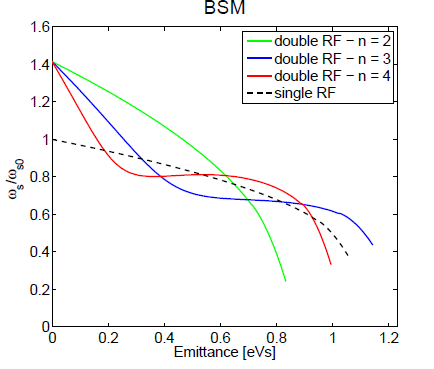 BSM
1.6
1.4
1.2
1
0.8
0.6
0.4
0.2
0
ωs/ωs0
double RF − n = 2
double RF − n = 3
double RF − n = 4
single RF
0 0.2 0.4 0.6 0.8 1 1.2
Emittance [eVs]